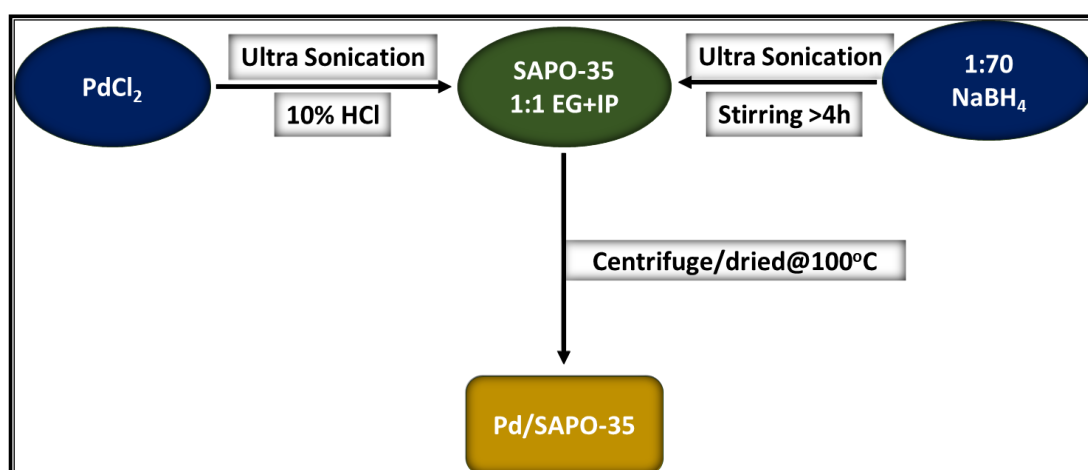 PdCl₂
Ultra Sonication
10% HCl
SAPO-35
1:1 EG+IP
Ultra Sonication
Stirring >4h
1:70
NaBH₄
Centrifuge/dried@100°C
Pd/SAPO-35